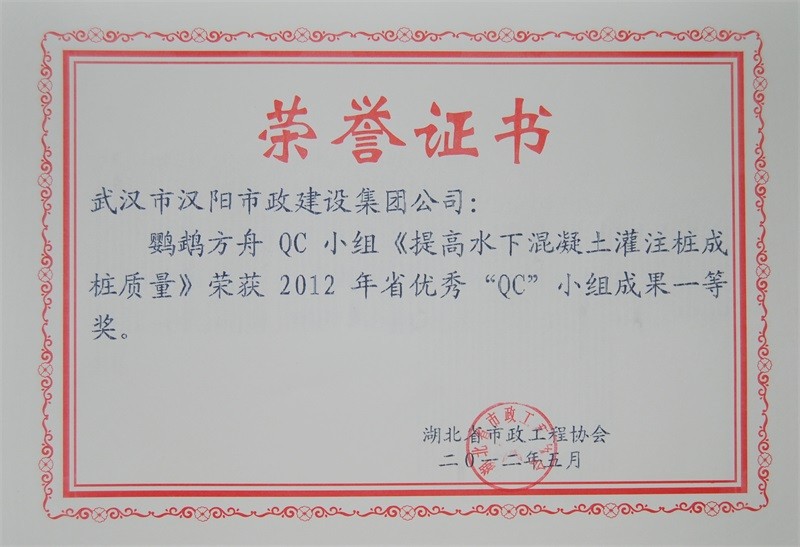 荣誉证书
武汉市汉阳市政建设集团公司：
鹦鹉方舟 QC 小组《提高水下混凝土灌注桩成
桩质量》荣获 2012 年省优秀“QC”小组成果一等
奖。
湖北省市政工程协会
二〇一二年五月